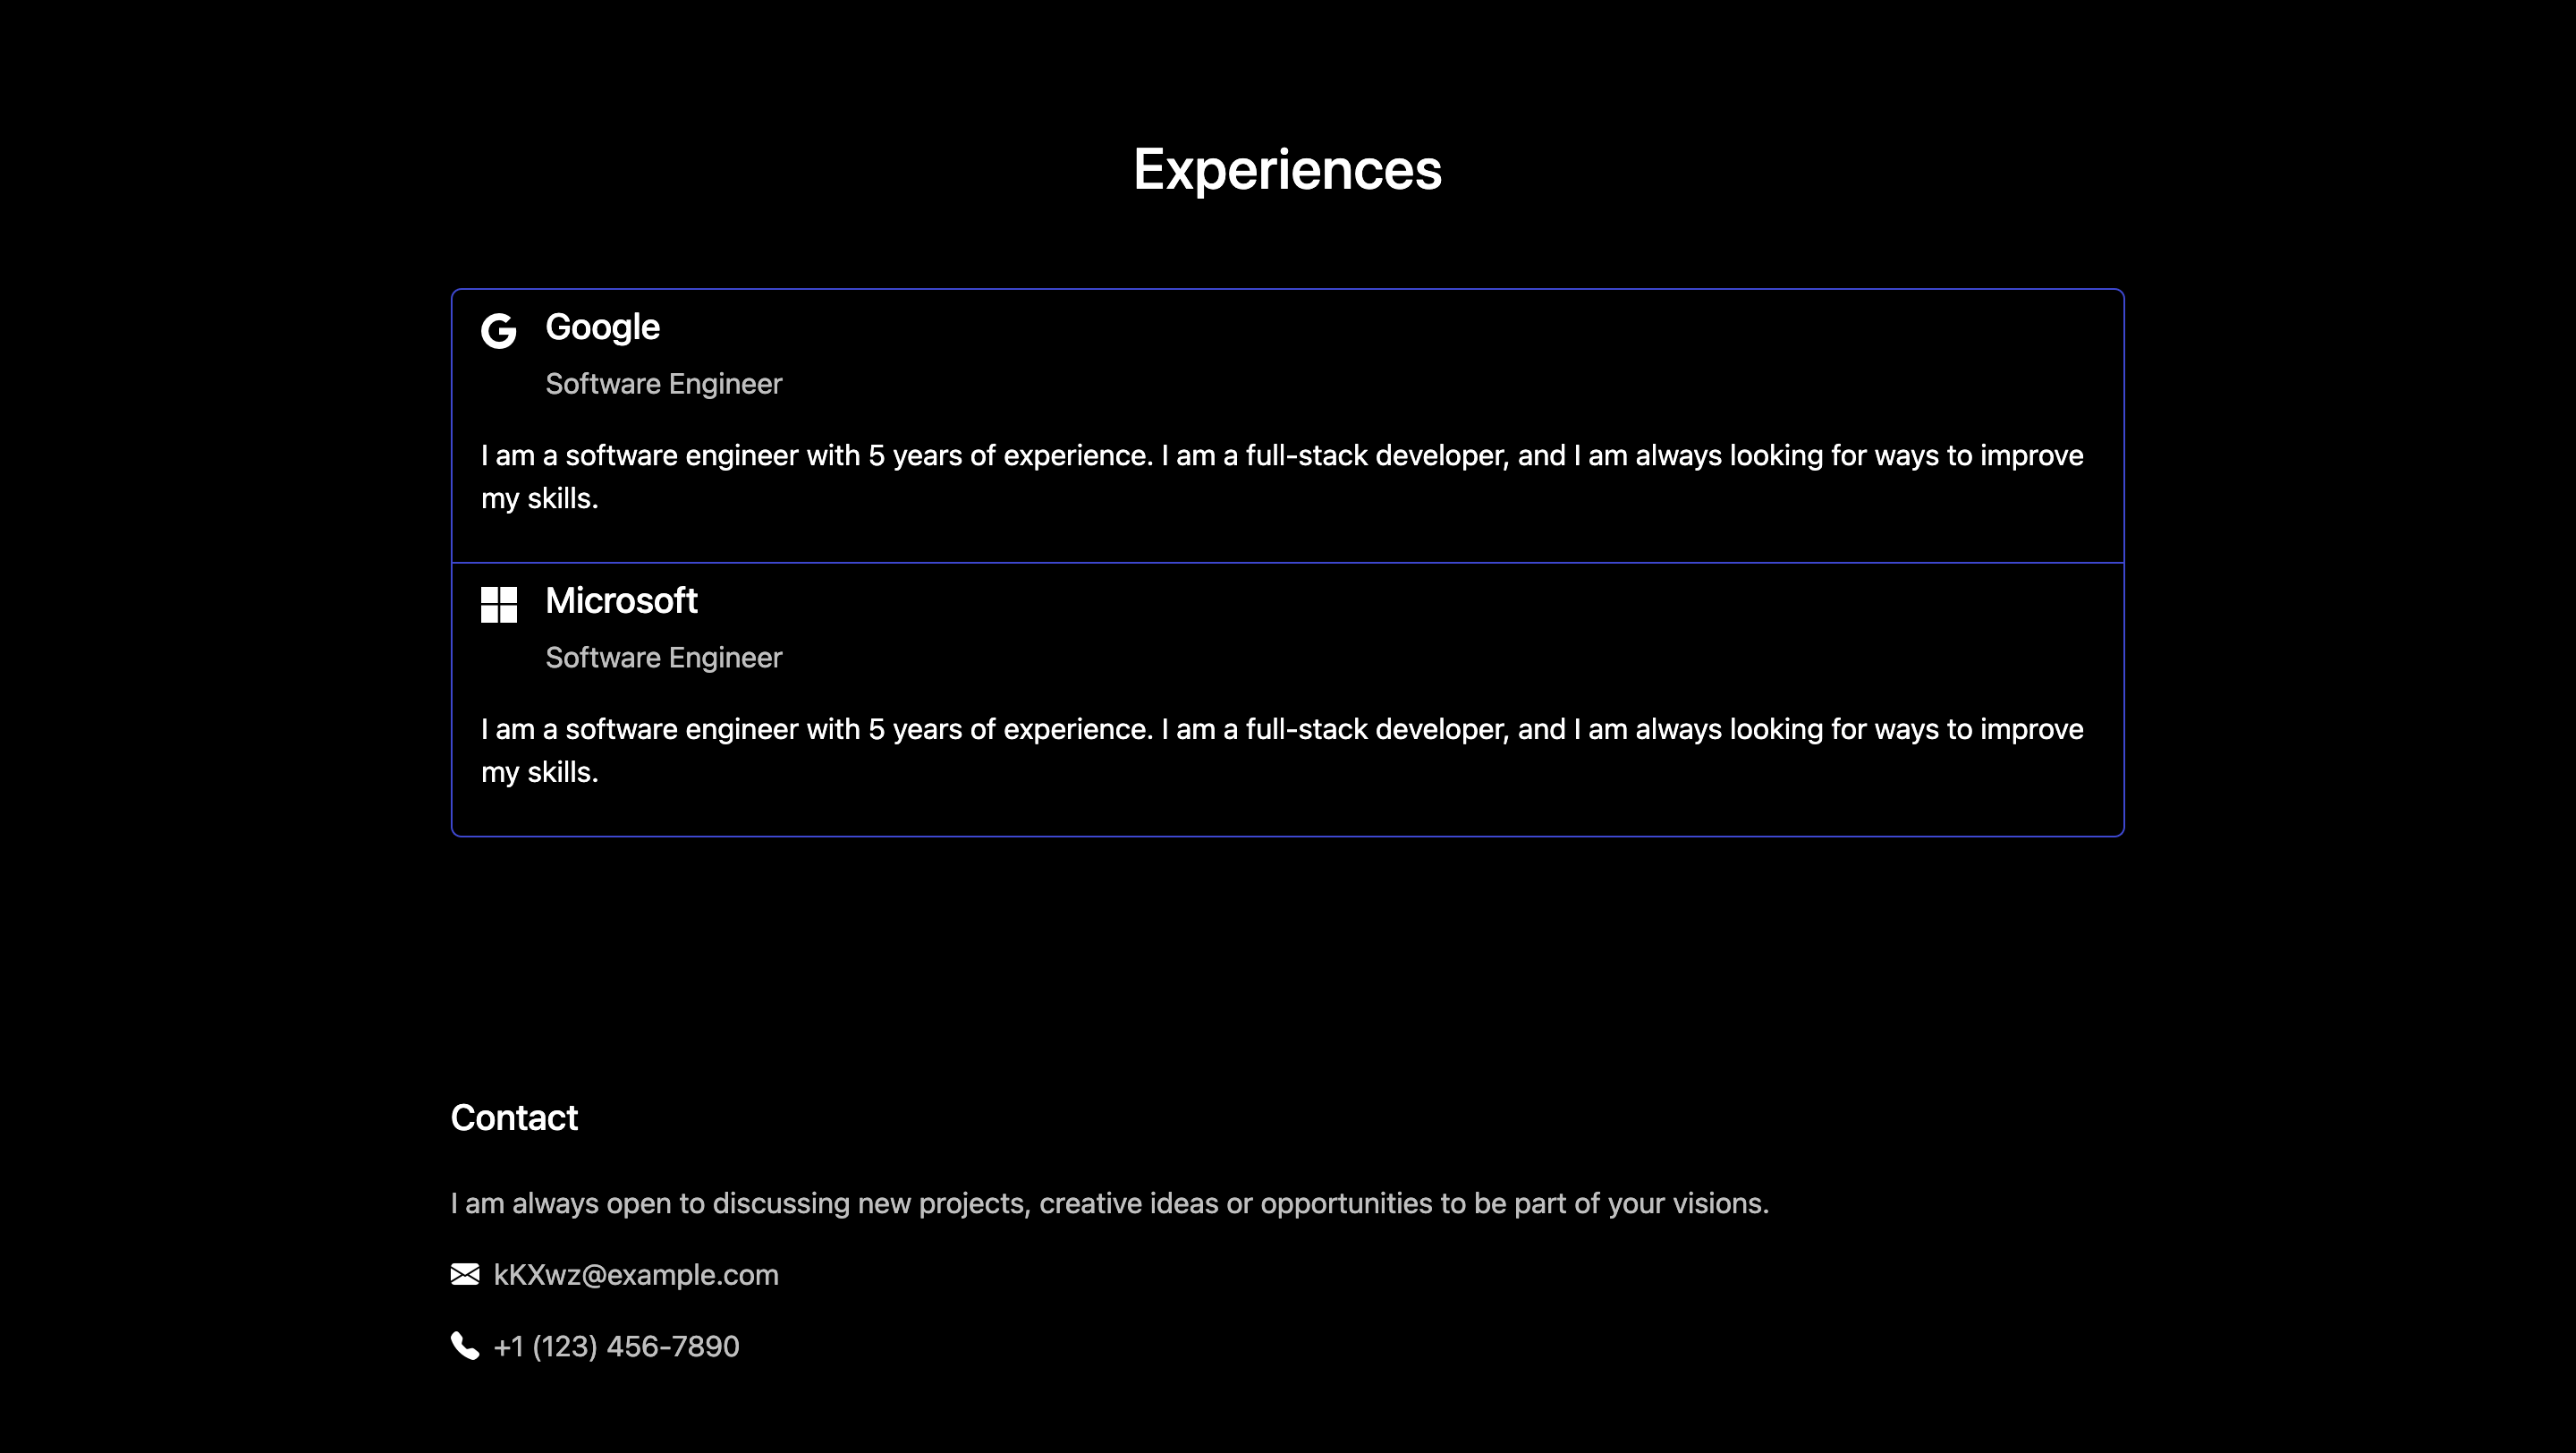 Experiences
Google
Software Engineer
I am a software engineer with 5 years of experience. I am a full-stack developer, and I am always looking for ways to improve
my skills.
Microsoft
Software Engineer
I am a software engineer with 5 years of experience. I am a full-stack developer, and I am always looking for ways to improve
my skills.
Contact
I am always open to discussing new projects, creative ideas or opportunities to be part of your visions.
kKXwz@example.com
+1 (123) 456-7890